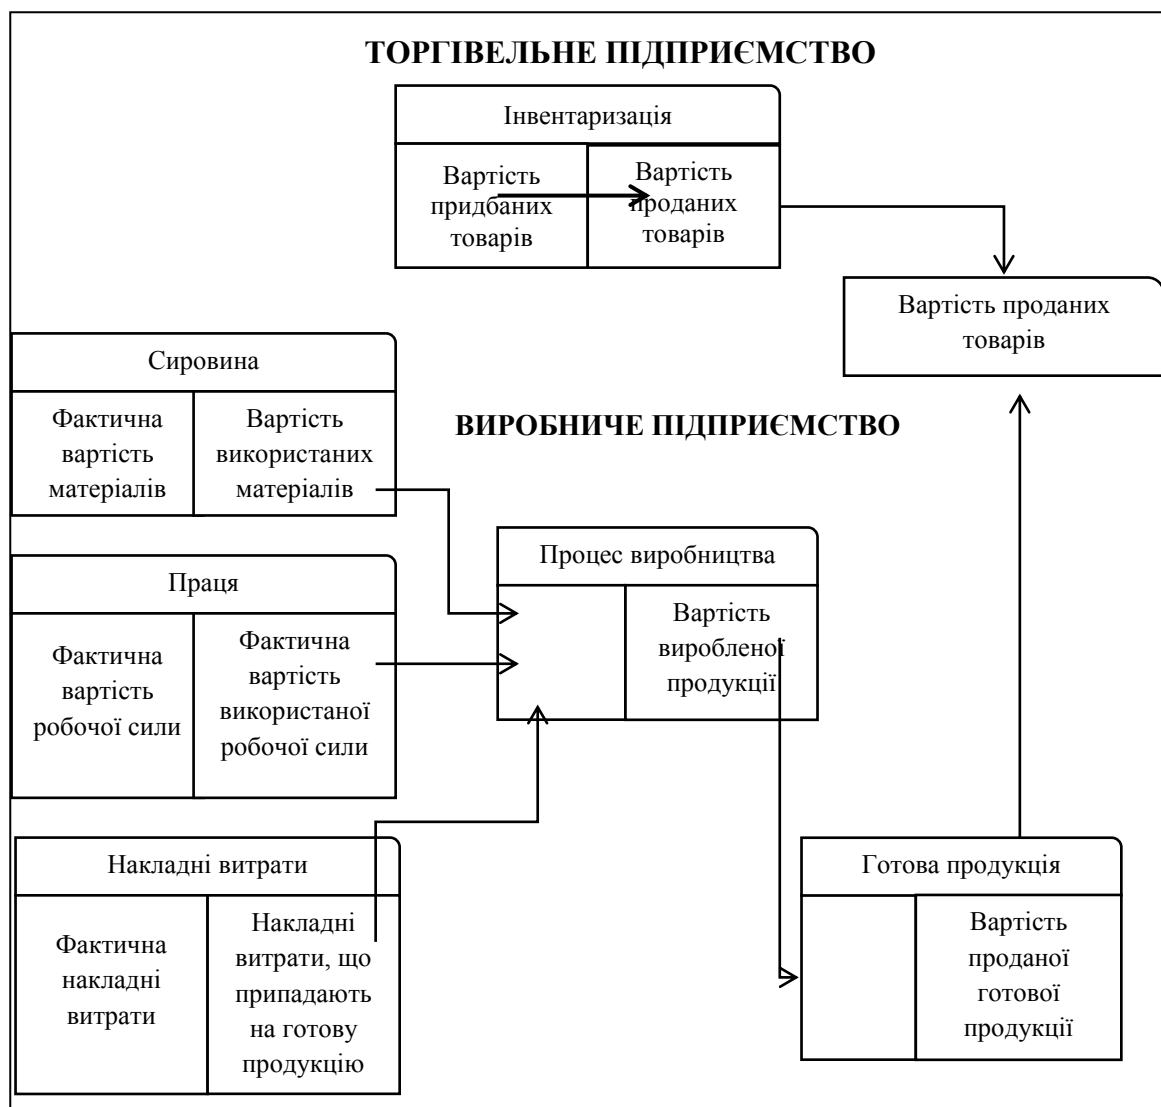 ТОРГІВЕЛЬНЕ ПІДПРИЄМСТВО
Інвентаризація
Вартість
придбаних
товарів
Вартість
проданих
товарів
Вартість проданих
товарів
Сировина
Фактична
вартість
матеріалів
Вартість
використаних
матеріалів
ВИРОБНИЧЕ ПІДПРИЄМСТВО
Процес виробництва
Вартість
виробленої
продукції
Праця
Фактична
вартість
робочої сили
Фактична
вартість
використаної
робочої сили
Накладні витрати
Фактична
накладні
витрати
Накладні
витрати, що
припадають
на готову
продукцію
Готова продукція
Вартість
проданої
готової
продукції